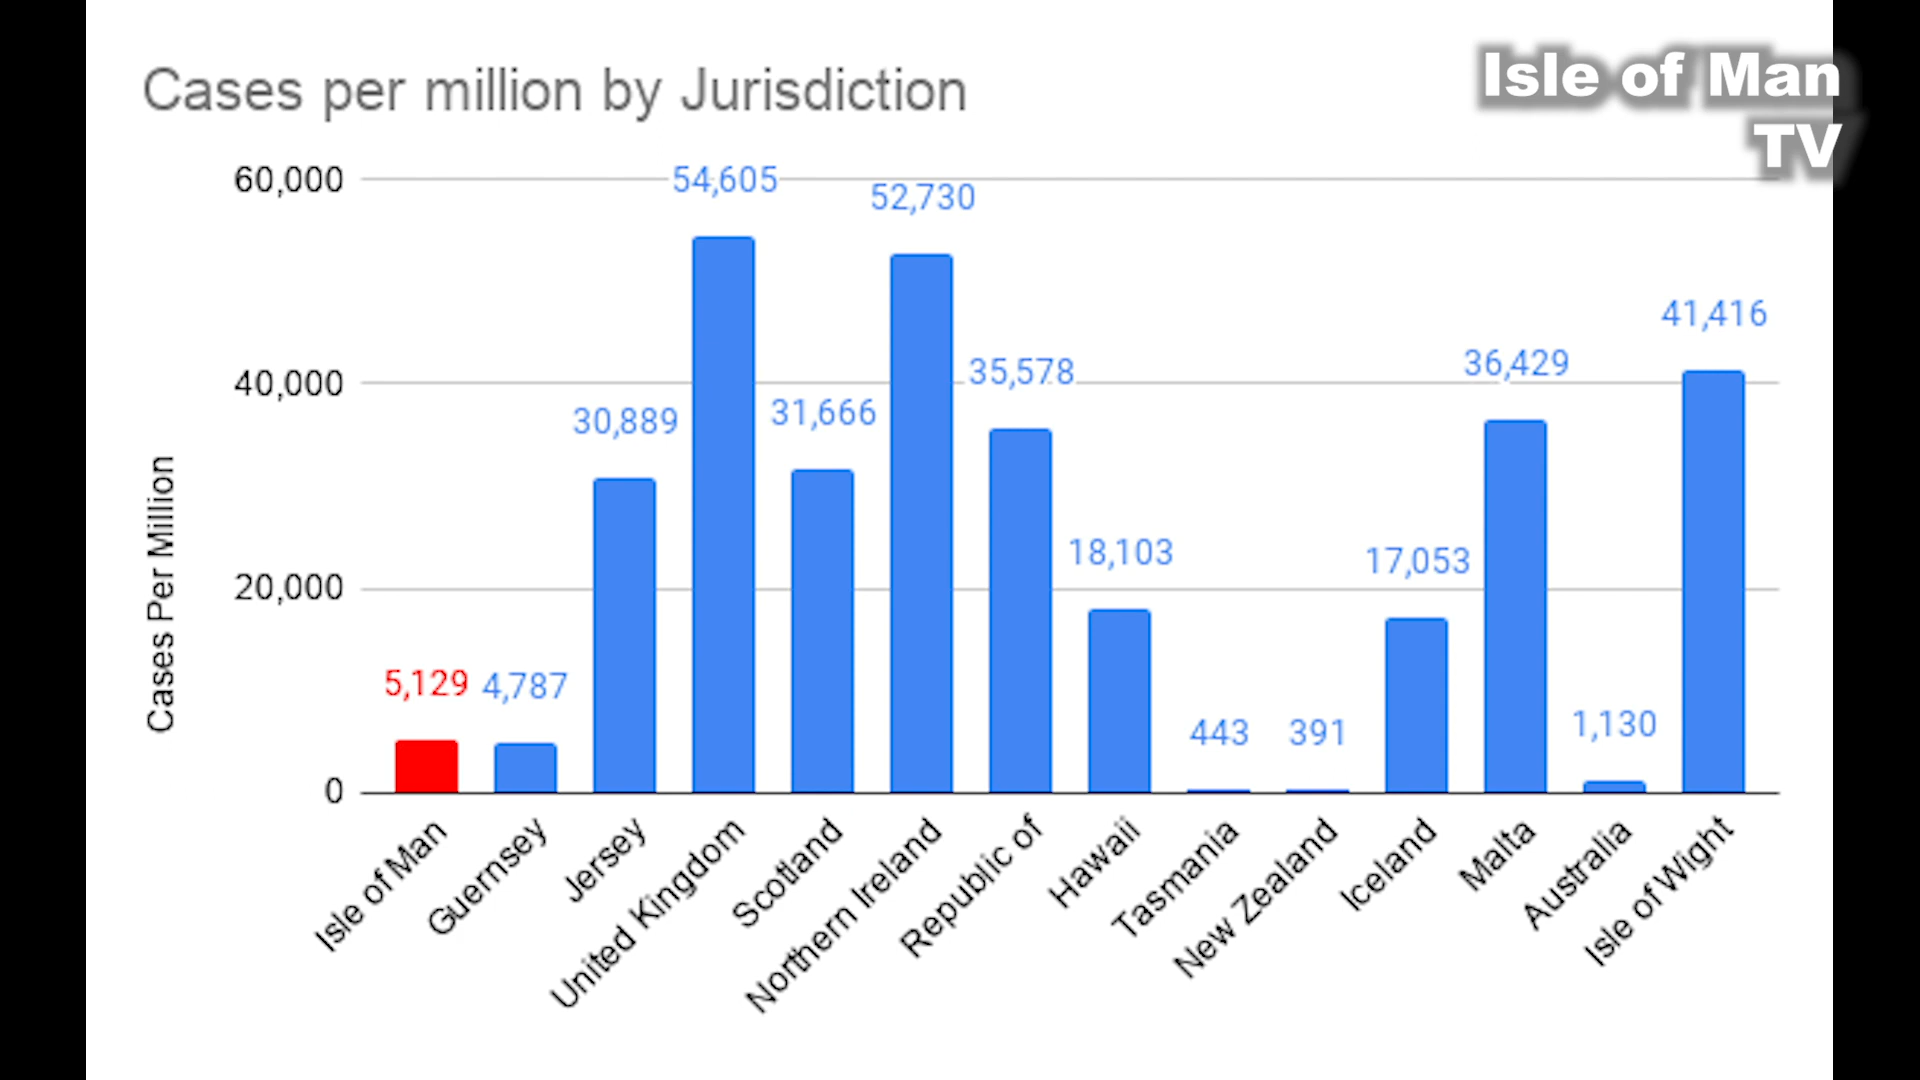 Cases per million by Jurisdiction
Isle of Man
TV
Cases Per Million
60,000
40,000
20,000
0
5,129
4,787
30,889
54,605
31,666
52,730
35,578
18,103
443
391
17,053
36,429
1,130
41,416
Isle of Man
Guernsey
Jersey
United Kingdom
Scotland
Northern Ireland
Republic of
Hawaii
Tasmania
New Zealand
Iceland
Malta
Australia
Isle of Wight